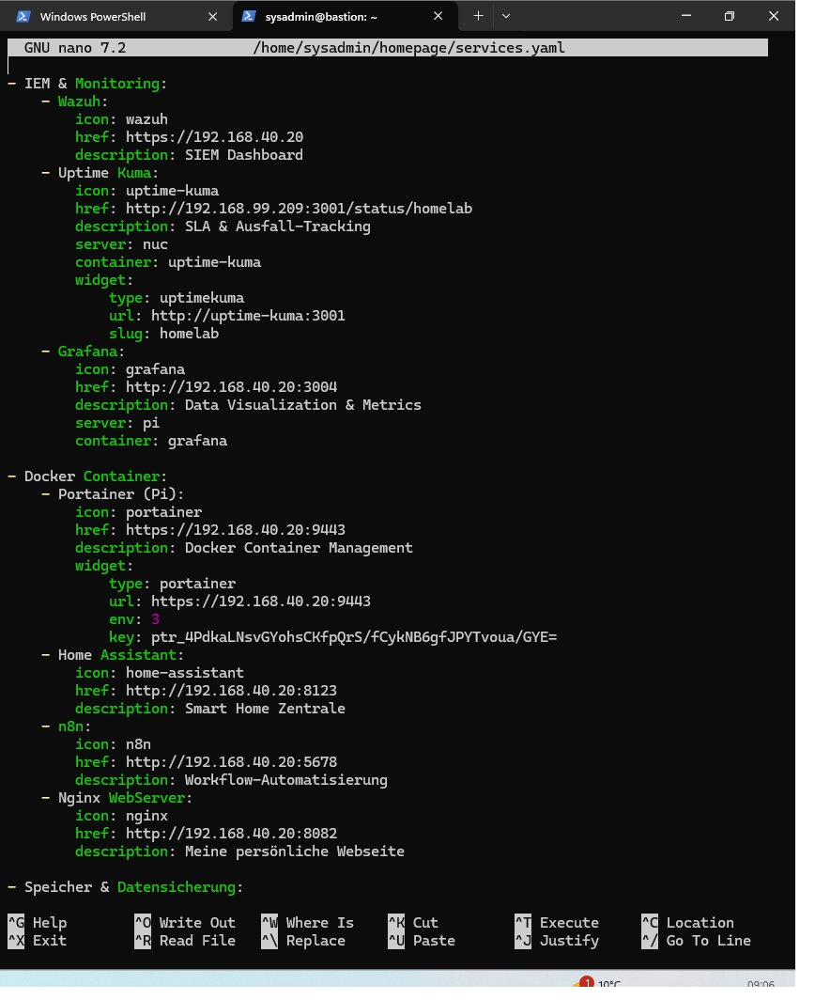 Windows PowerShell
sysadmin@bastion: ~
GNU nano 7.2 /home/sysadmin/homepage/services.yaml
- IEM & Monitoring:
- Wazuh:
icon: wazuh
href: https://192.168.40.20
description: SIEM Dashboard
- Uptime Kuma:
icon: uptime-kuma
href: http://192.168.99.209:3001/status/homelab
description: SLA & Ausfall-Tracking
server: nuc
container: uptime-kuma
widget:
type: uptimekuma
url: http://uptime-kuma:3001
slug: homelab
- Grafana:
icon: grafana
href: http://192.168.40.20:3004
description: Data Visualization & Metrics
server: pi
container: grafana
- Docker Container:
- Portainer (Pi):
icon: portainer
href: https://192.168.40.20:9443
description: Docker Container Management
widget:
type: portainer
url: https://192.168.40.20:9443
env: 3
key: ptr_4PdkaLNsvGYohsCKfpQrS/fCykNB6gfJPYTvoua/GYE=
- Home Assistant:
icon: home-assistant
href: http://192.168.40.20:8123
description: Smart Home Zentrale
- n8n:
icon: n8n
href: http://192.168.40.20:5678
description: Workflow-Automatisierung
- Nginx WebServer:
icon: nginx
href: http://192.168.40.20:8082
description: Meine persönliche Webseite
- Speicher & Datensicherung:
^G Help ^O Write Out ^W Where Is ^K Cut ^T Execute ^C Location
^X Exit ^R Read File ^\ Replace ^U Paste ^J Justify ^/ Go To Line
1 10°C 09:06